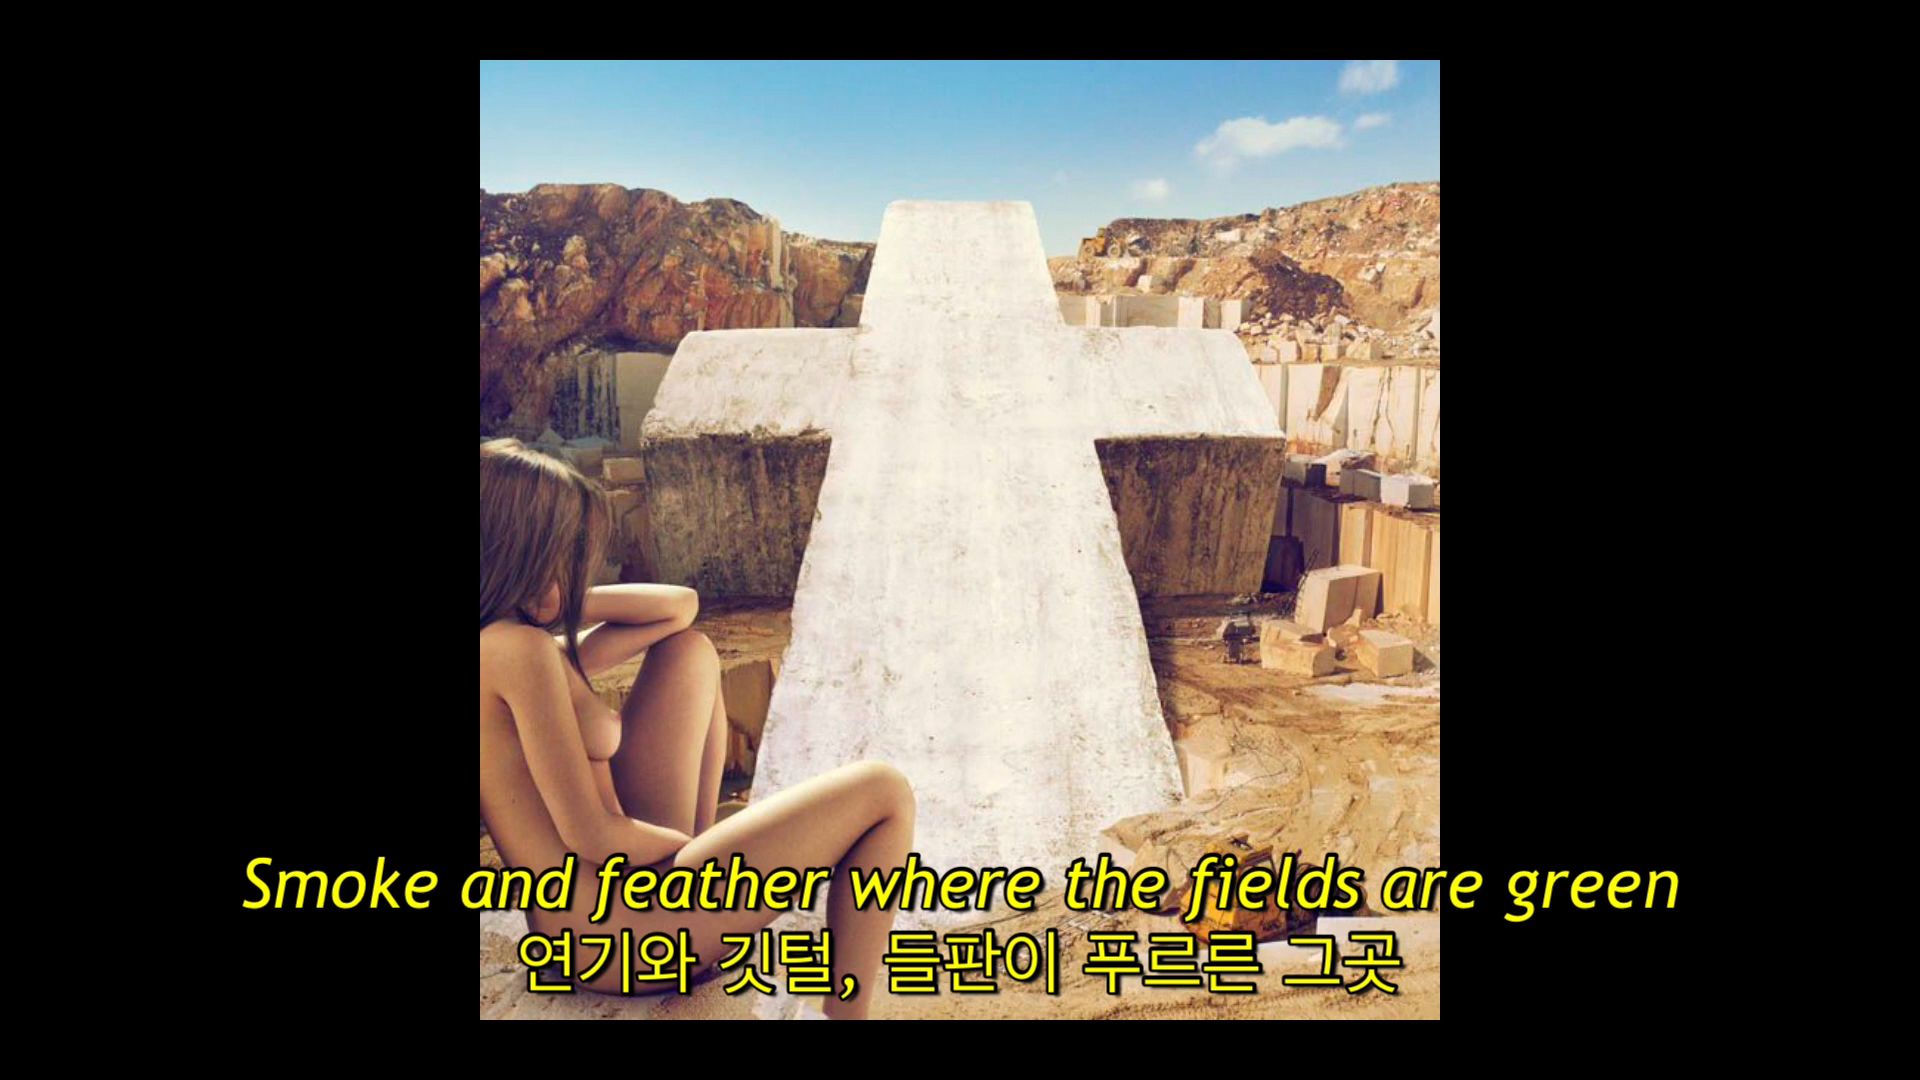 Smoke and feather where the fields are green
연기와 깃털, 들판이 푸르른 그곳